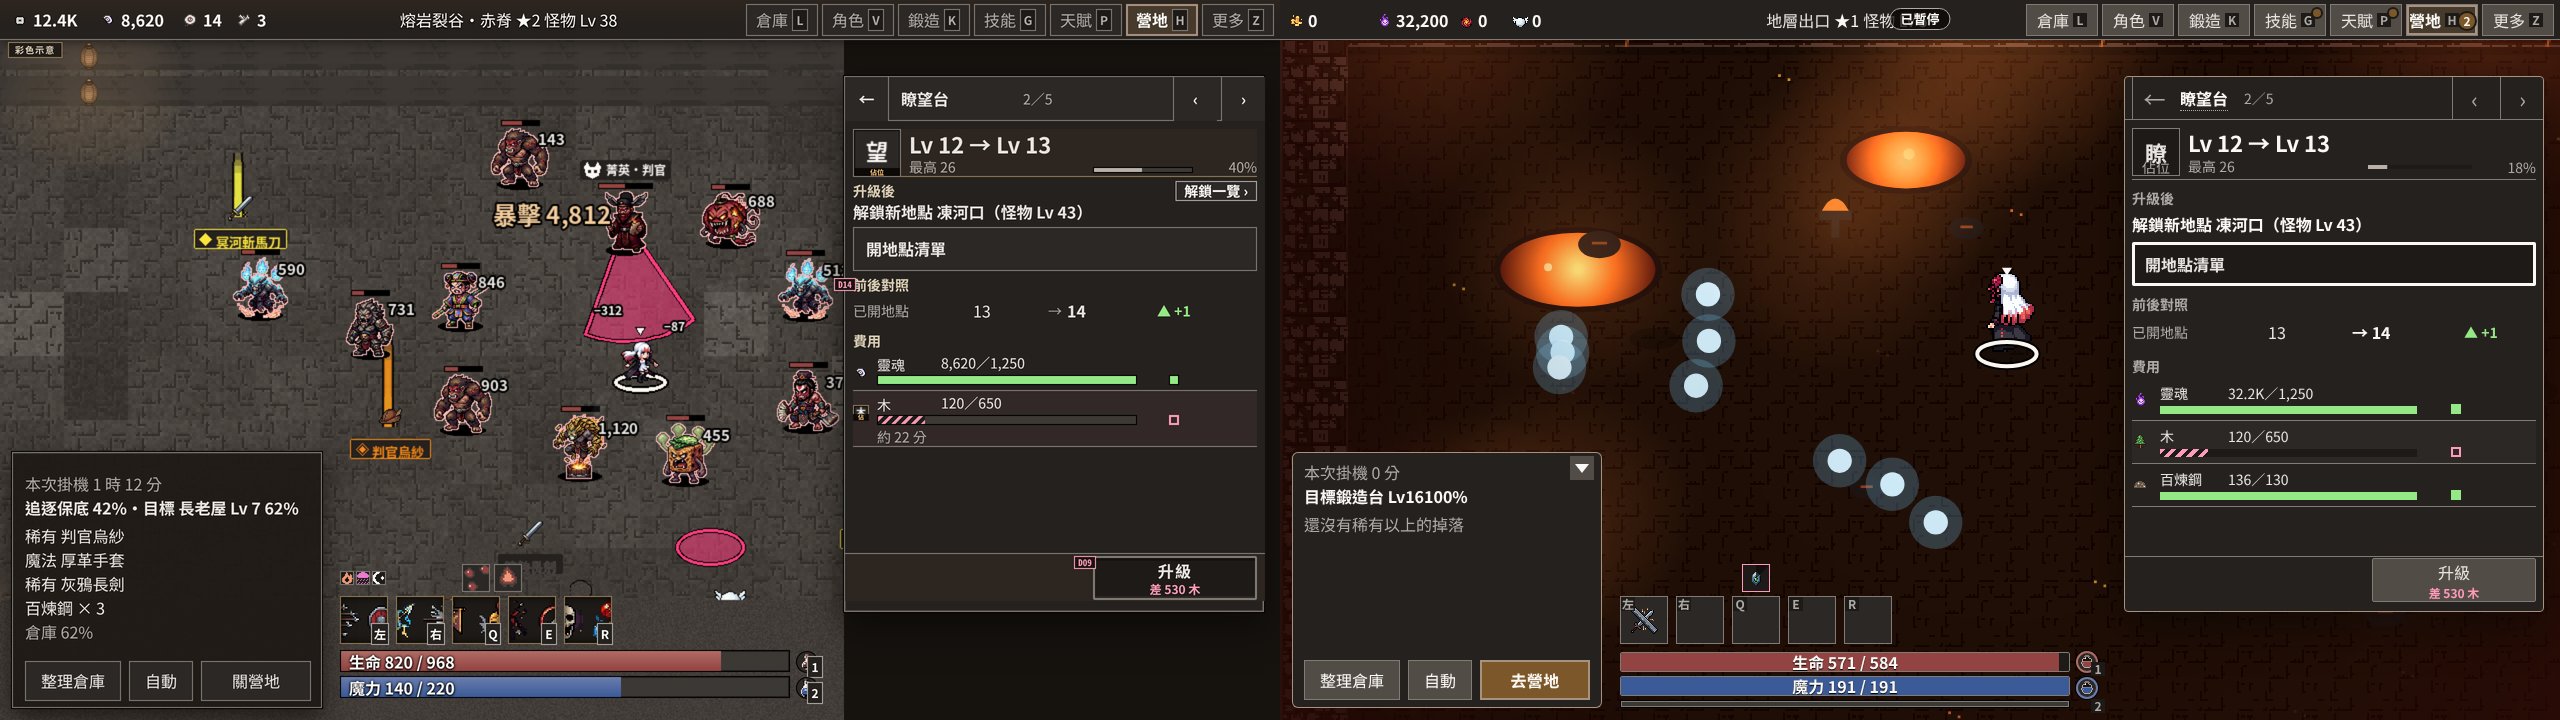 12.4K 8,620 14 3
熔岩裂谷・赤脊 ★2 怪物 Lv 38
倉庫 L 角色 V 鍛造 K 技能 G 天賦 P 營地 H 更多 Z
彩色示意
143
菁英・判官
暴擊 4,812
688
冥河斬馬刀
590
846
731
-312
-87
903
判官烏紗
1,120
455
本次掛機 1 時 12 分
追逐保底 42%・目標 長老屋 Lv 7 62%
稀有 判官烏紗
魔法 厚革手套
稀有 灰鴉長劍
百煉鋼 × 3
倉庫 62%
整理倉庫 自動 關營地
左 右 Q E R
生命 820 / 968 1
魔力 140 / 220 2
← 瞭望台 2／5 ‹ ›
望
佔位
Lv 12 → Lv 13
最高 26 40%
升級後 解鎖一覽 ›
解鎖新地點 凍河口（怪物 Lv 43）
開地點清單
D14
前後對照
已開地點 13 → 14 ▲ +1
費用
靈魂 8,620／1,250
木 120／650
約 22 分
D09
升級
差 530 木
0 32,200 0 0
地層出口 ★1 怪物
已暫停
倉庫 L 角色 V 鍛造 K 技能 G 天賦 P 營地 H 2 更多 Z
本次掛機 0 分
目標鍛造台 Lv16100%
還沒有稀有以上的掉落
整理倉庫 自動 去營地
左 右 Q E R
生命 571 / 584 1
魔力 191 / 191
2
← 瞭望台 2／5 ‹ ›
瞭
佔位
Lv 12 → Lv 13
最高 26 18%
升級後
解鎖新地點 凍河口（怪物 Lv 43）
開地點清單
前後對照
已開地點 13 → 14 ▲ +1
費用
靈魂 32.2K／1,250
木 120／650
百煉鋼 136／130
升級
差 530 木